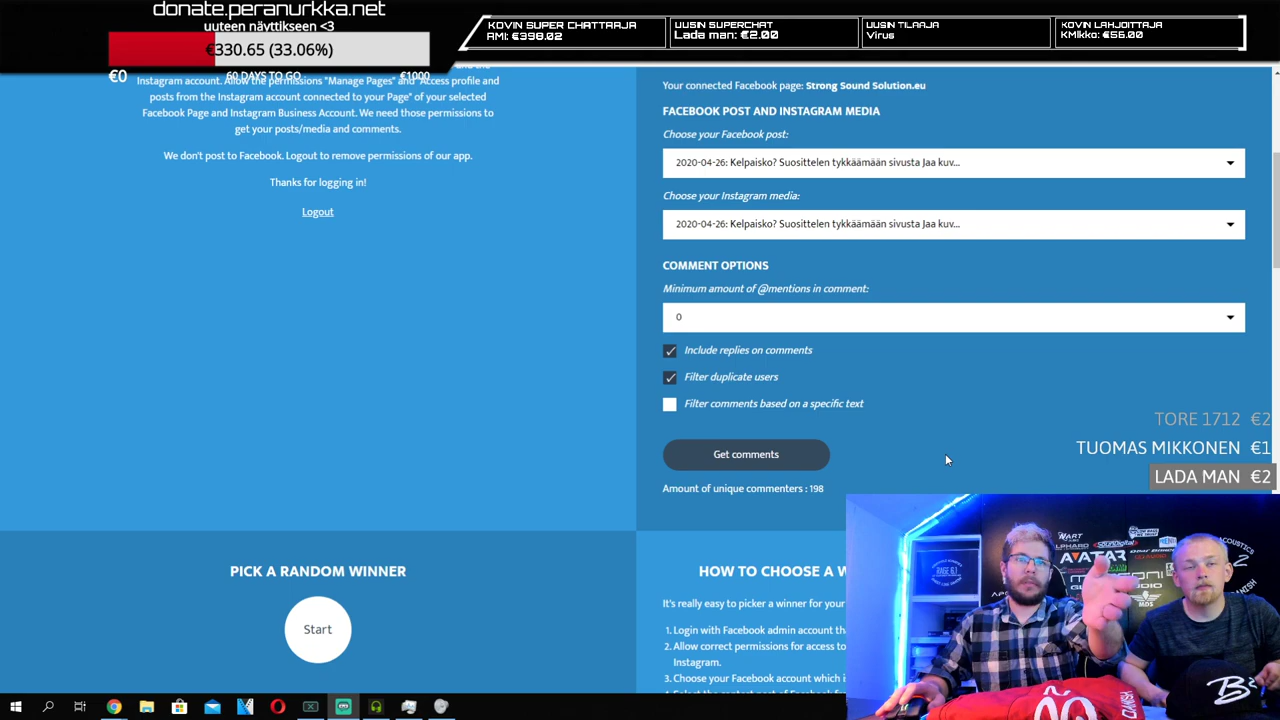 donate.peranurkka.net
uuteen näyttikseen <3
€330.65 (33.06%)
€0
60 DAYS TO GO
€1000
KOVIN SUPER CHATTAAJA
AMI: €398.02
UUSIN SUPERCHAT
Lada man: €2.00
UUSIN TILAAJA
Virus
KOVIN LAHJOITTAJA
KMikko: €56.00
Instagram account. Allow the permissions "Manage Pages" and "Access profile and
posts from the Instagram account connected to your Page" of your selected
Facebook Page and Instagram Business Account. We need those permissions to
get your posts/media and comments.
We don't post to Facebook. Logout to remove permissions of our app.
Thanks for logging in!
Logout
Your connected Facebook page: Strong Sound Solution.eu
FACEBOOK POST AND INSTAGRAM MEDIA
Choose your Facebook post:
2020-04-26: Kelpaisko? Suosittelen tykkäämään sivusta Jaa kuv...
Choose your Instagram media:
2020-04-26: Kelpaisko? Suosittelen tykkäämään sivusta Jaa kuv...
COMMENT OPTIONS
Minimum amount of @mentions in comment:
0
Include replies on comments
Filter duplicate users
Filter comments based on a specific text
Get comments
Amount of unique commenters : 198
TORE 1712 €2
TUOMAS MIKKONEN €1
LADA MAN €2
PICK A RANDOM WINNER
Start
HOW TO CHOOSE A W
It's really easy to picker a winner for your
1. Login with Facebook admin account tha
2. Allow correct permissions for access to
Instagram.
3. Choose your Facebook account which is
AVATAR
B2